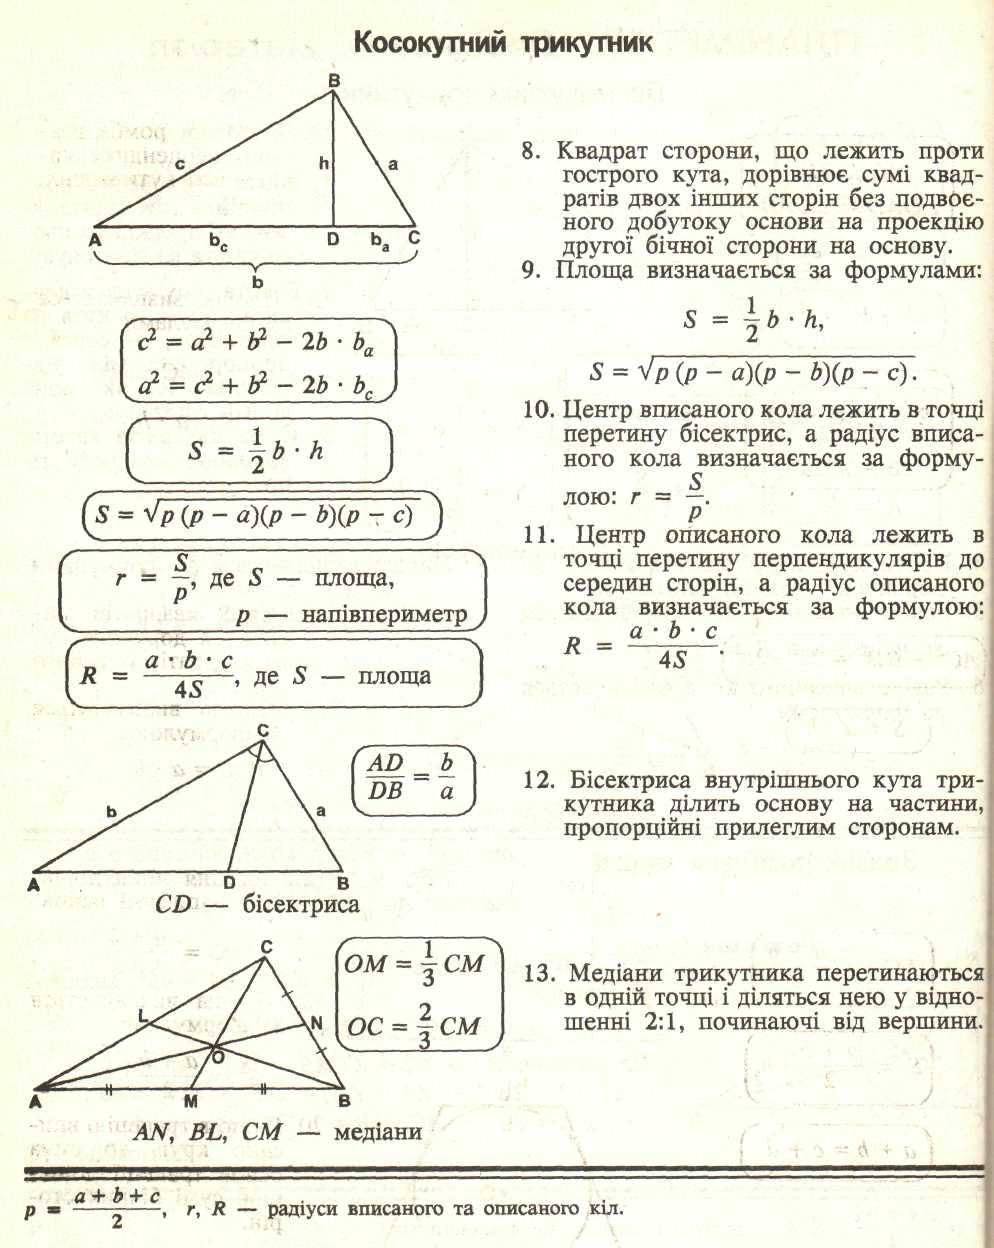 Косокутний трикутник
B
c
h
a
A
b_c
D
b_a
C
b
c² = a² + b² − 2b · b_a
a² = c² + b² − 2b · b_c
S = 1/2 b · h
S = √p (p − a)(p − b)(p − c)
r = S/p, де S — площа,
p — напівпериметр
R = a · b · c / 4S, де S — площа
C
b
a
A
D
B
AD/DB = b/a
CD — бісектриса
C
L
N
O
A
M
B
OM = 1/3 CM
OC = 2/3 CM
AN, BL, CM — медіани
8. Квадрат сторони, що лежить проти
гострого кута, дорівнює сумі квад-
ратів двох інших сторін без подвоє-
ного добутоку основи на проекцію
другої бічної сторони на основу.
9. Площа визначається за формулами:
S = 1/2 b · h,
S = √p (p − a)(p − b)(p − c).
10. Центр вписаного кола лежить в точці
перетину бісектрис, а радіус вписа-
ного кола визначається за форму-
лою: r = S/p.
11. Центр описаного кола лежить в
точці перетину перпендикулярів до
середин сторін, а радіус описаного
кола визначається за формулою:
R = a · b · c / 4S.
12. Бісектриса внутрішнього кута три-
кутника ділить основу на частини,
пропорційні прилеглим сторонам.
13. Медіани трикутника перетинаються
в одній точці і діляться нею у відно-
шенні 2:1, починаючі від вершини.
p = a + b + c / 2, r, R — радіуси вписаного та описаного кіл.